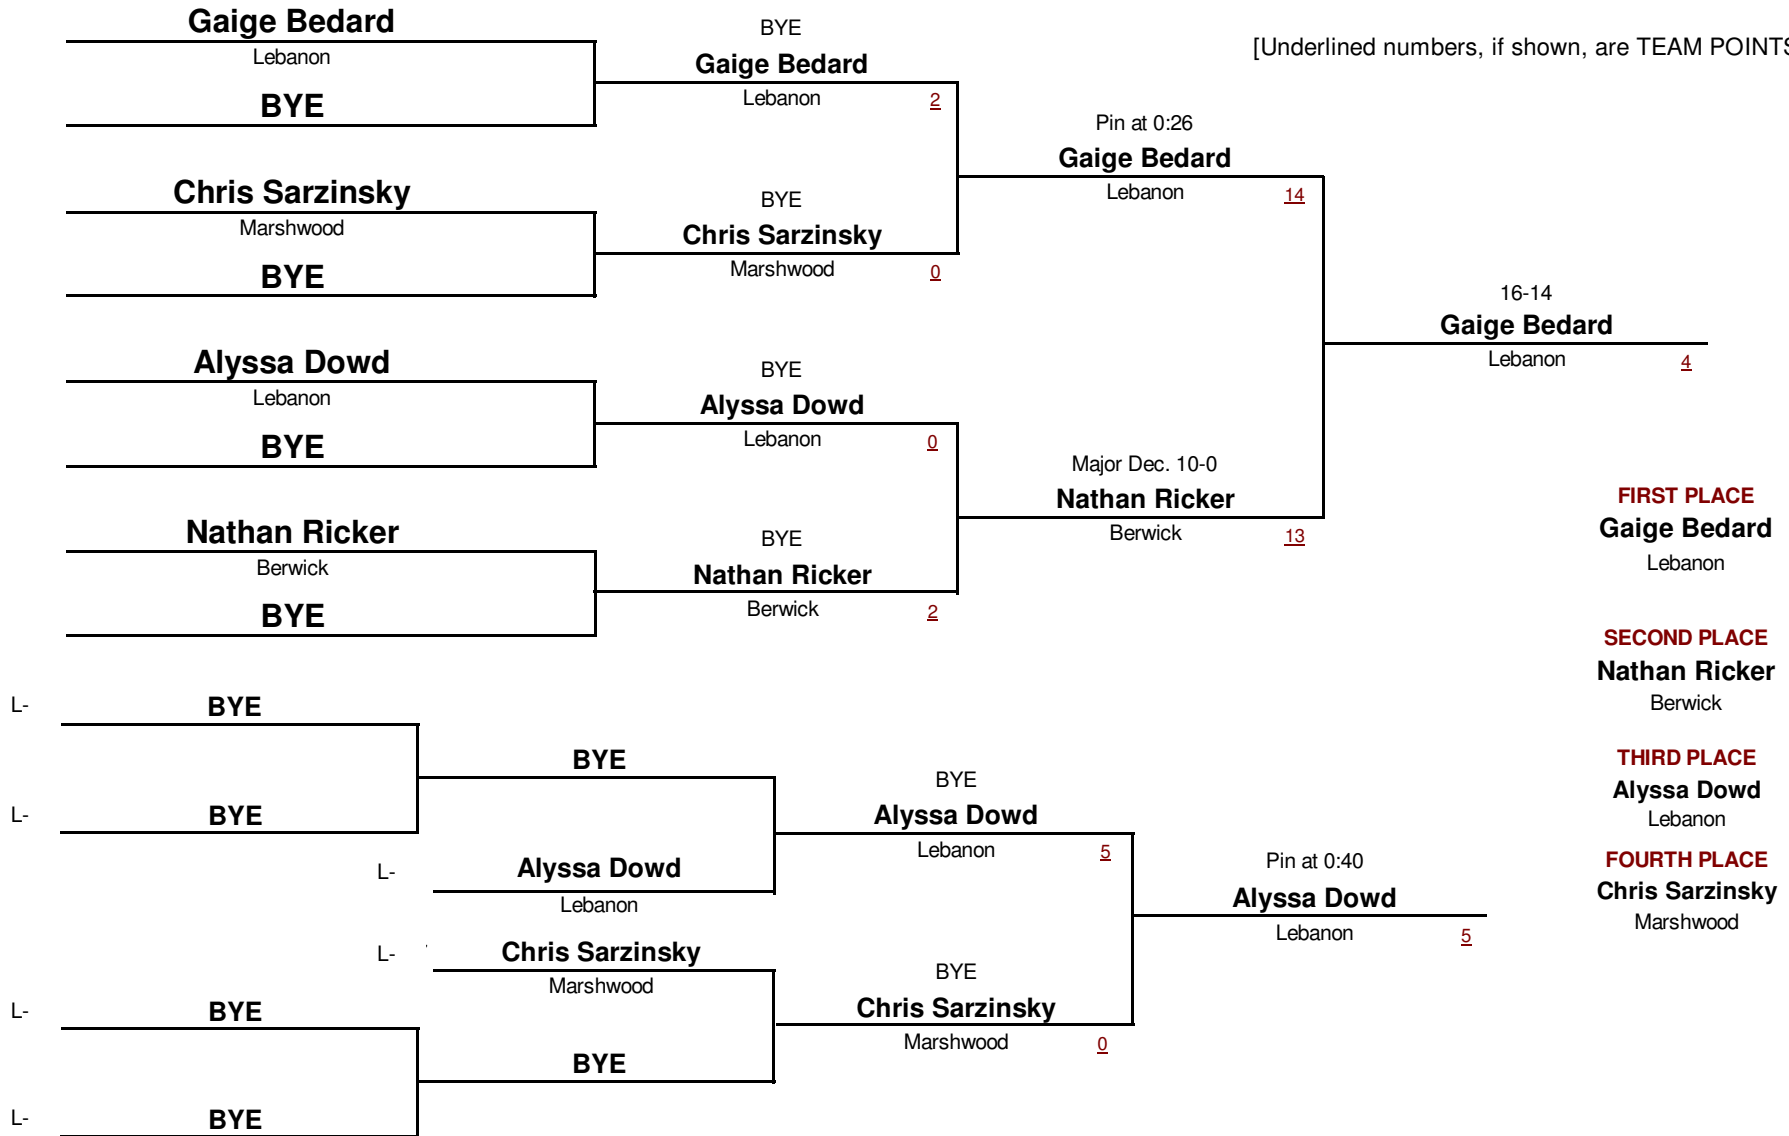 Gaige Bedard
Lebanon
BYE
Chris Sarzinsky
Marshwood
BYE
Alyssa Dowd
Lebanon
BYE
Nathan Ricker
Berwick
BYE
BYE
Gaige Bedard
Lebanon 2
BYE
Chris Sarzinsky
Marshwood 0
BYE
Alyssa Dowd
Lebanon 0
BYE
Nathan Ricker
Berwick 2
[Underlined numbers, if shown, are TEAM POINTS
Pin at 0:26
Gaige Bedard
Lebanon 14
Major Dec. 10-0
Nathan Ricker
Berwick 13
16-14
Gaige Bedard
Lebanon 4
FIRST PLACE
Gaige Bedard
Lebanon
SECOND PLACE
Nathan Ricker
Berwick
THIRD PLACE
Alyssa Dowd
Lebanon
FOURTH PLACE
Chris Sarzinsky
Marshwood
L- BYE
L- BYE
L- BYE
L- BYE
BYE
L- Alyssa Dowd
Lebanon
L- Chris Sarzinsky
Marshwood
BYE
BYE
Alyssa Dowd
Lebanon 5
BYE
Chris Sarzinsky
Marshwood 0
Pin at 0:40
Alyssa Dowd
Lebanon 5